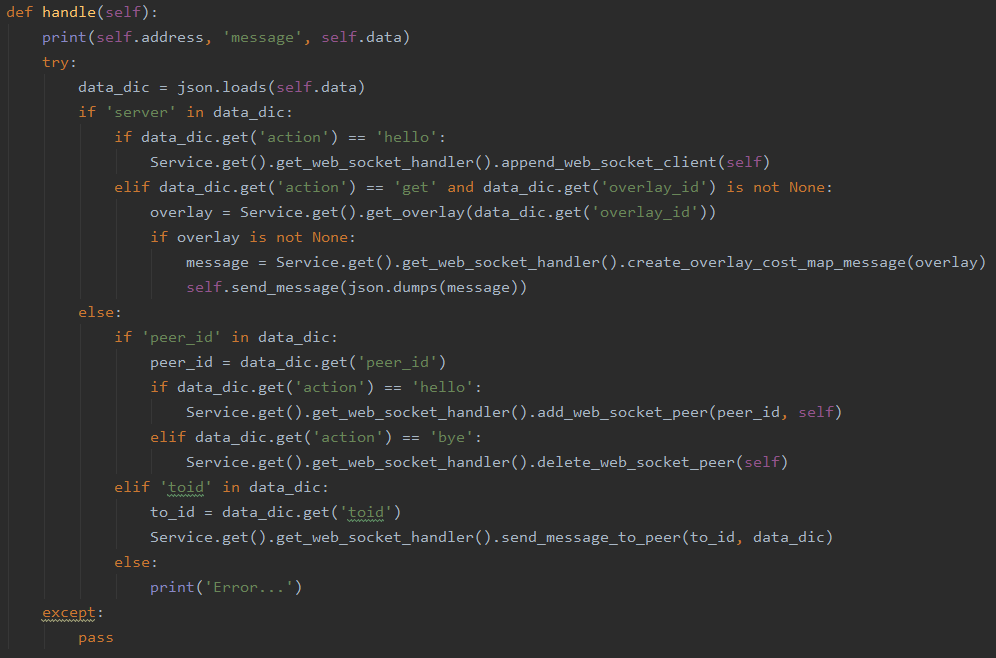 def handle(self):
    print(self.address, 'message', self.data)
    try:
        data_dic = json.loads(self.data)
        if 'server' in data_dic:
            if data_dic.get('action') == 'hello':
                Service.get().get_web_socket_handler().append_web_socket_client(self)
            elif data_dic.get('action') == 'get' and data_dic.get('overlay_id') is not None:
                overlay = Service.get().get_overlay(data_dic.get('overlay_id'))
                if overlay is not None:
                    message = Service.get().get_web_socket_handler().create_overlay_cost_map_message(overlay)
                    self.send_message(json.dumps(message))
        else:
            if 'peer_id' in data_dic:
                peer_id = data_dic.get('peer_id')
                if data_dic.get('action') == 'hello':
                    Service.get().get_web_socket_handler().add_web_socket_peer(peer_id, self)
                elif data_dic.get('action') == 'bye':
                    Service.get().get_web_socket_handler().delete_web_socket_peer(self)
            elif 'toid' in data_dic:
                to_id = data_dic.get('toid')
                Service.get().get_web_socket_handler().send_message_to_peer(to_id, data_dic)
            else:
                print('Error...')
    except:
        pass